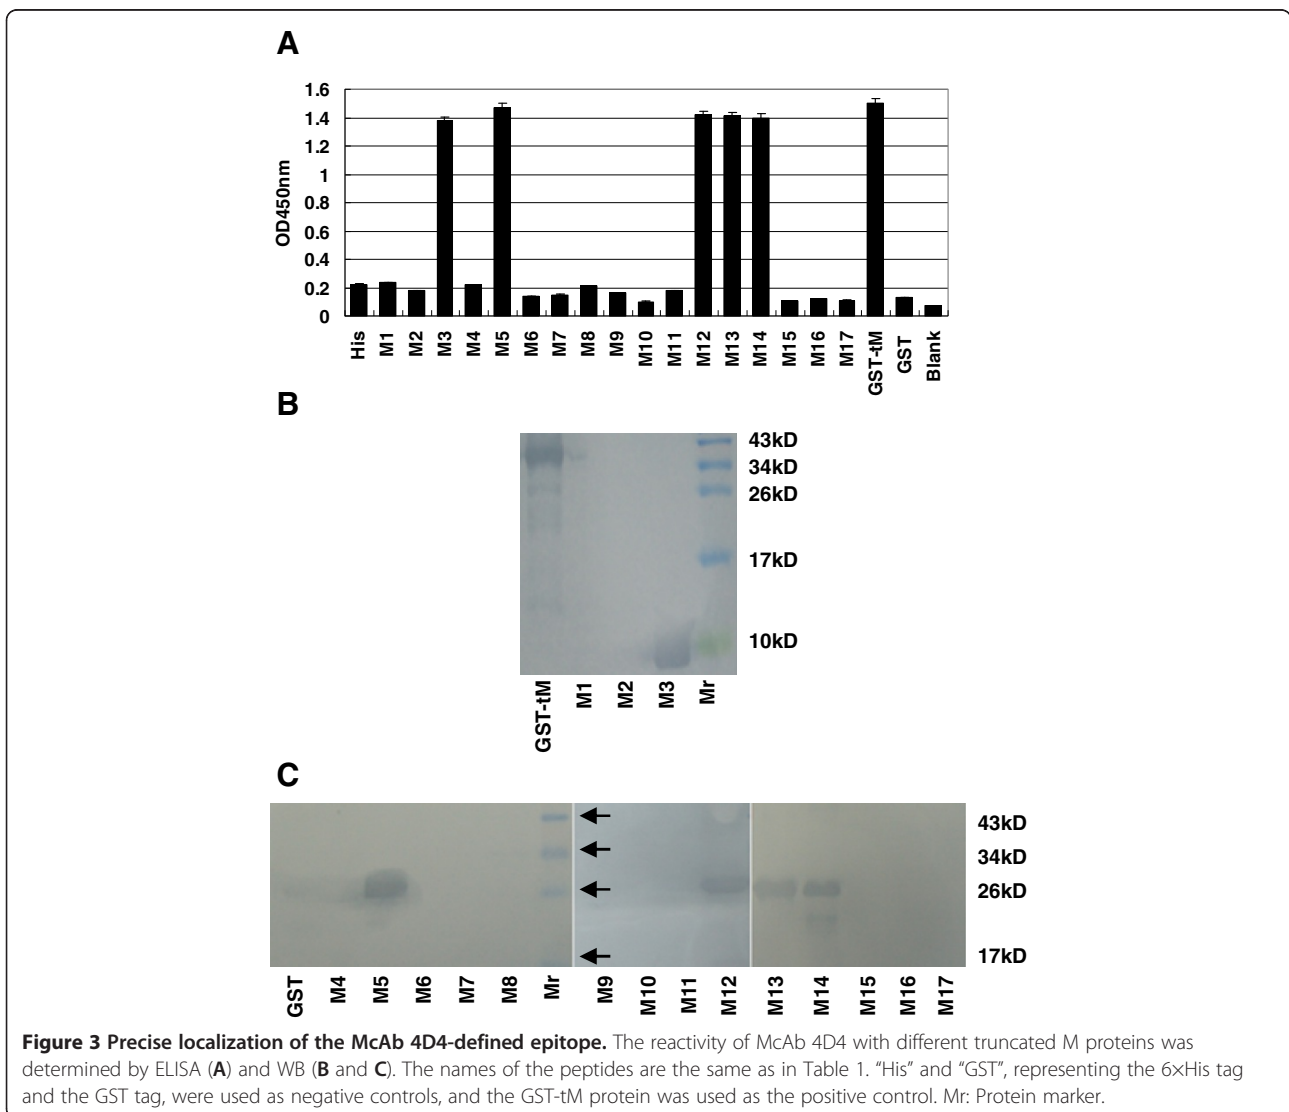 A
1.6
1.4
1.2
1
0.8
0.6
0.4
0.2
0
OD450nm
His M1 M2 M3 M4 M5 M6 M7 M8 M9 M10 M11 M12 M13 M14 M15 M16 M17 GST-tM GST Blank
B
43kD
34kD
26kD
17kD
10kD
GST-tM M1 M2 M3 Mr
C
43kD
34kD
26kD
17kD
GST M4 M5 M6 M7 M8 Mr M9 M10 M11 M12 M13 M14 M15 M16 M17
Figure 3 Precise localization of the McAb 4D4-defined epitope. The reactivity of McAb 4D4 with different truncated M proteins was
determined by ELISA (A) and WB (B and C). The names of the peptides are the same as in Table 1. “His” and “GST”, representing the 6×His tag
and the GST tag, were used as negative controls, and the GST-tM protein was used as the positive control. Mr: Protein marker.